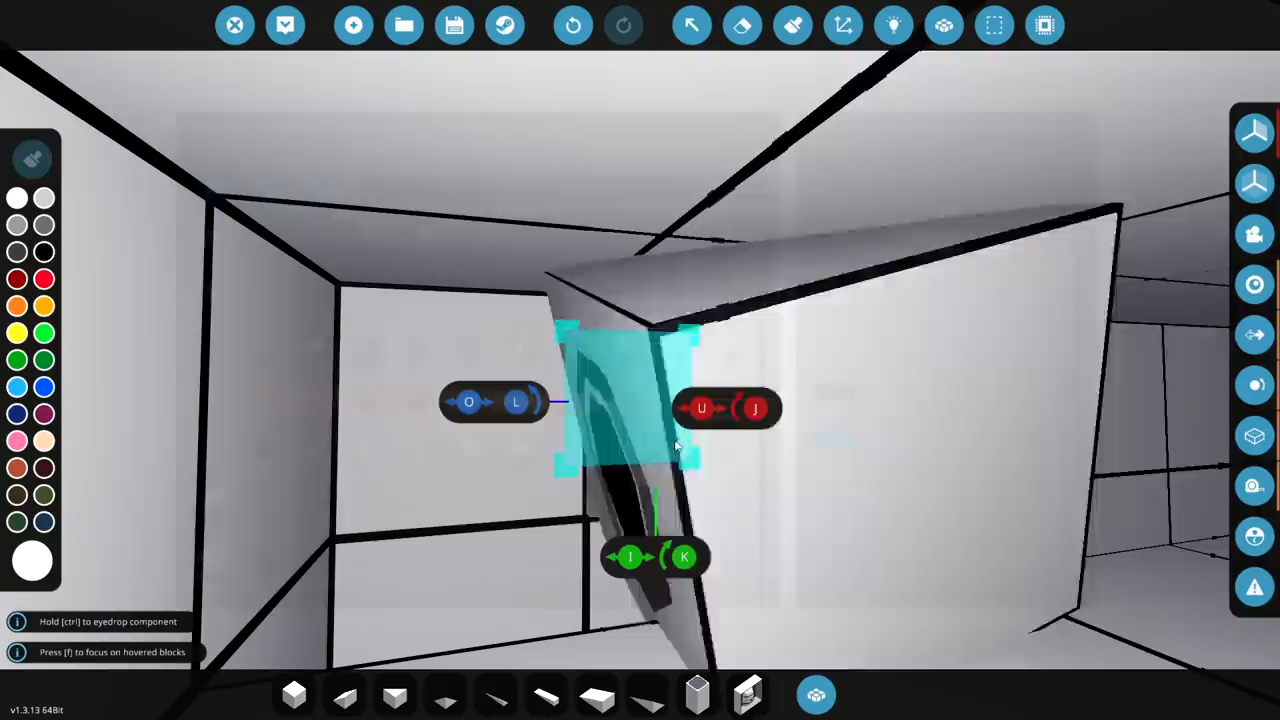 O L
U J
I K
Hold [ctrl] to eyedrop component
Press [f] to focus on hovered blocks
v1.3.13 64Bit